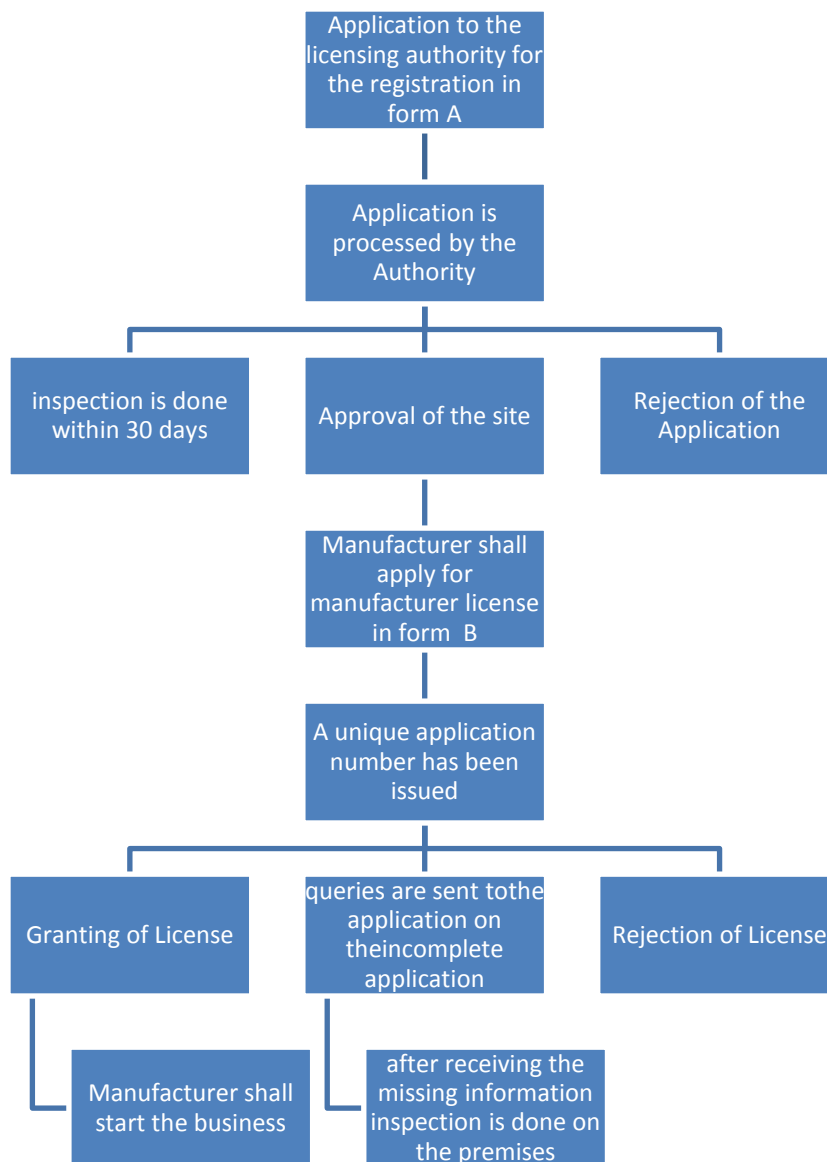 Application to the
licensing authority for
the registration in
form A
Application is
processed by the
Authority
inspection is done
within 30 days
Approval of the site
Rejection of the
Application
Manufacturer shall
apply for
manufacturer license
in form B
A unique application
number has been
issued
Granting of License
queries are sent tothe
application on
theincomplete
application
Rejection of License
Manufacturer shall
start the business
after receiving the
missing information
inspection is done on
the premises